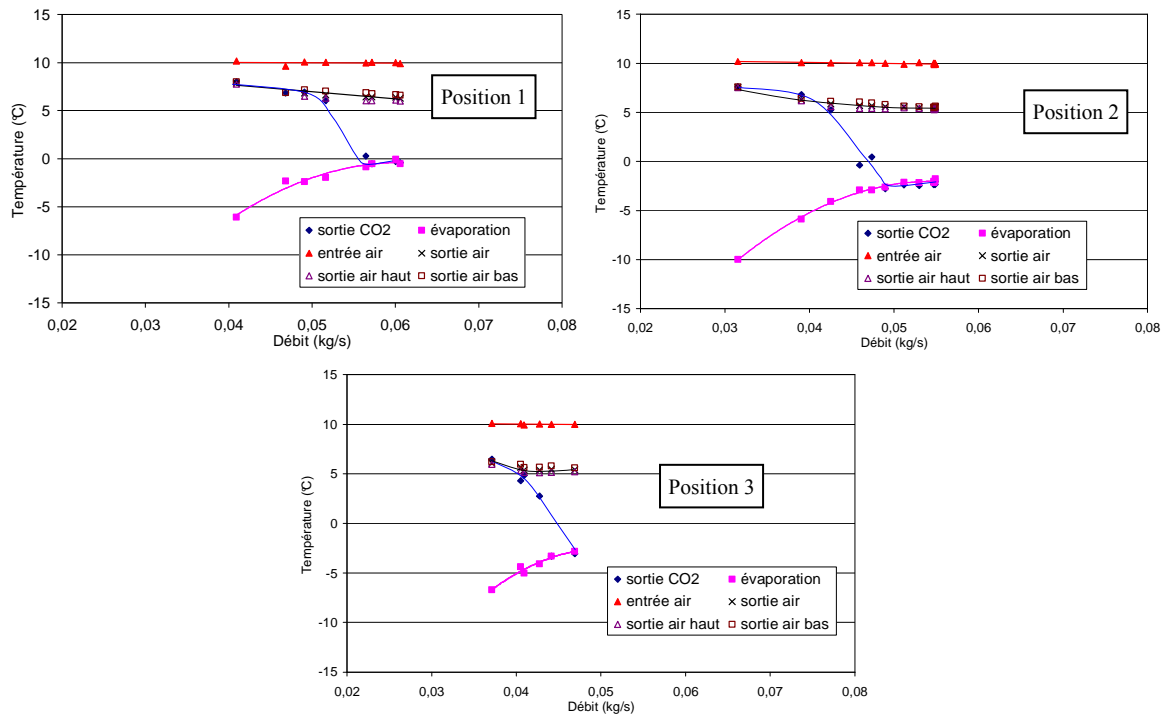 15
10
5
0
-5
-10
-15
0,02
0,03
0,04
0,05
0,06
0,07
0,08
Température (°C)
Débit (kg/s)
Position 1
sortie CO2
évaporation
entrée air
sortie air
sortie air haut
sortie air bas
15
10
5
0
-5
-10
-15
0,02
0,03
0,04
0,05
0,06
0,07
0,08
Température (°C)
Débit (kg/s)
Position 2
sortie CO2
évaporation
entrée air
sortie air
sortie air haut
sortie air bas
15
10
5
0
-5
-10
-15
0,02
0,03
0,04
0,05
0,06
0,07
0,08
Température (°C)
Débit (kg/s)
Position 3
sortie CO2
évaporation
entrée air
sortie air
sortie air haut
sortie air bas